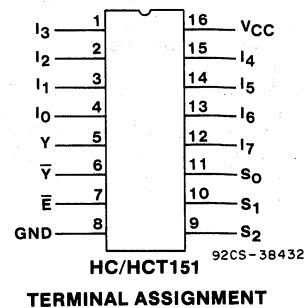 I3 1 16 VCC
I2 2 15 I4
I1 3 14 I5
I0 4 13 I6
Y 5 12 I7
Y̅ 6 11 S0
E̅ 7 10 S1
GND 8 9 S2
92CS-38432
HC/HCT151
TERMINAL ASSIGNMENT